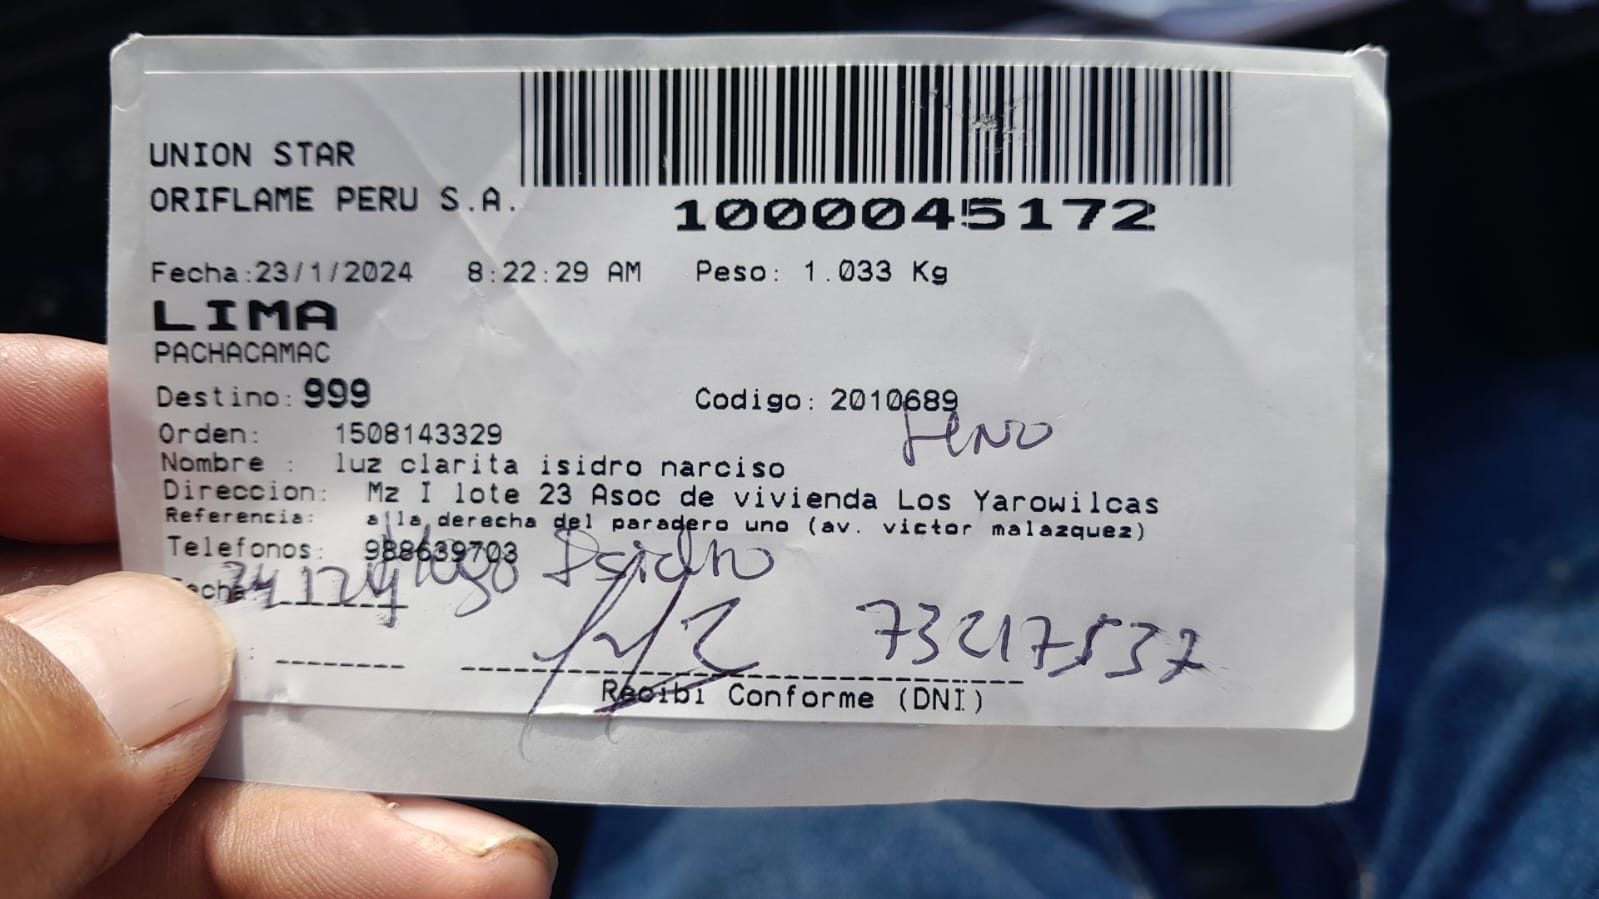 UNION STAR
ORIFLAME PERU S.A.
1000045172
Fecha:23/1/2024 8:22:29 AM Peso: 1.033 Kg
LIMA
PACHACAMAC
Destino: 999 Codigo: 2010689
Orden: 1508143329
Nombre : luz clarita isidro narciso
Direccion: Mz I lote 23 Asoc de vivienda Los Yarowilcas
Referencia: a la derecha del paradero uno (av. victor malazquez)
Telefonos: 988639703
Isidro
73217537
Recibi Conforme (DNI)